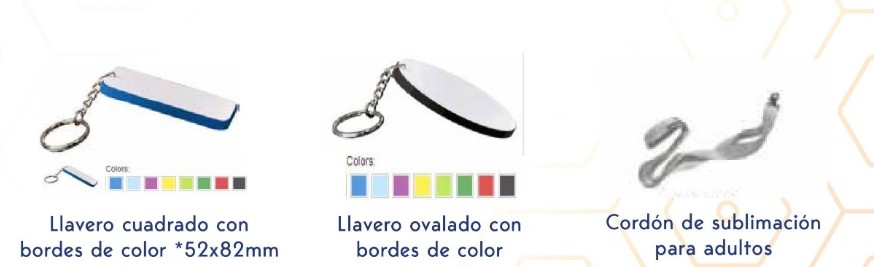 Colors:
Llavero cuadrado con
bordes de color *52x82mm
Colors:
Llavero ovalado con
bordes de color
Cordón de sublimación
para adultos